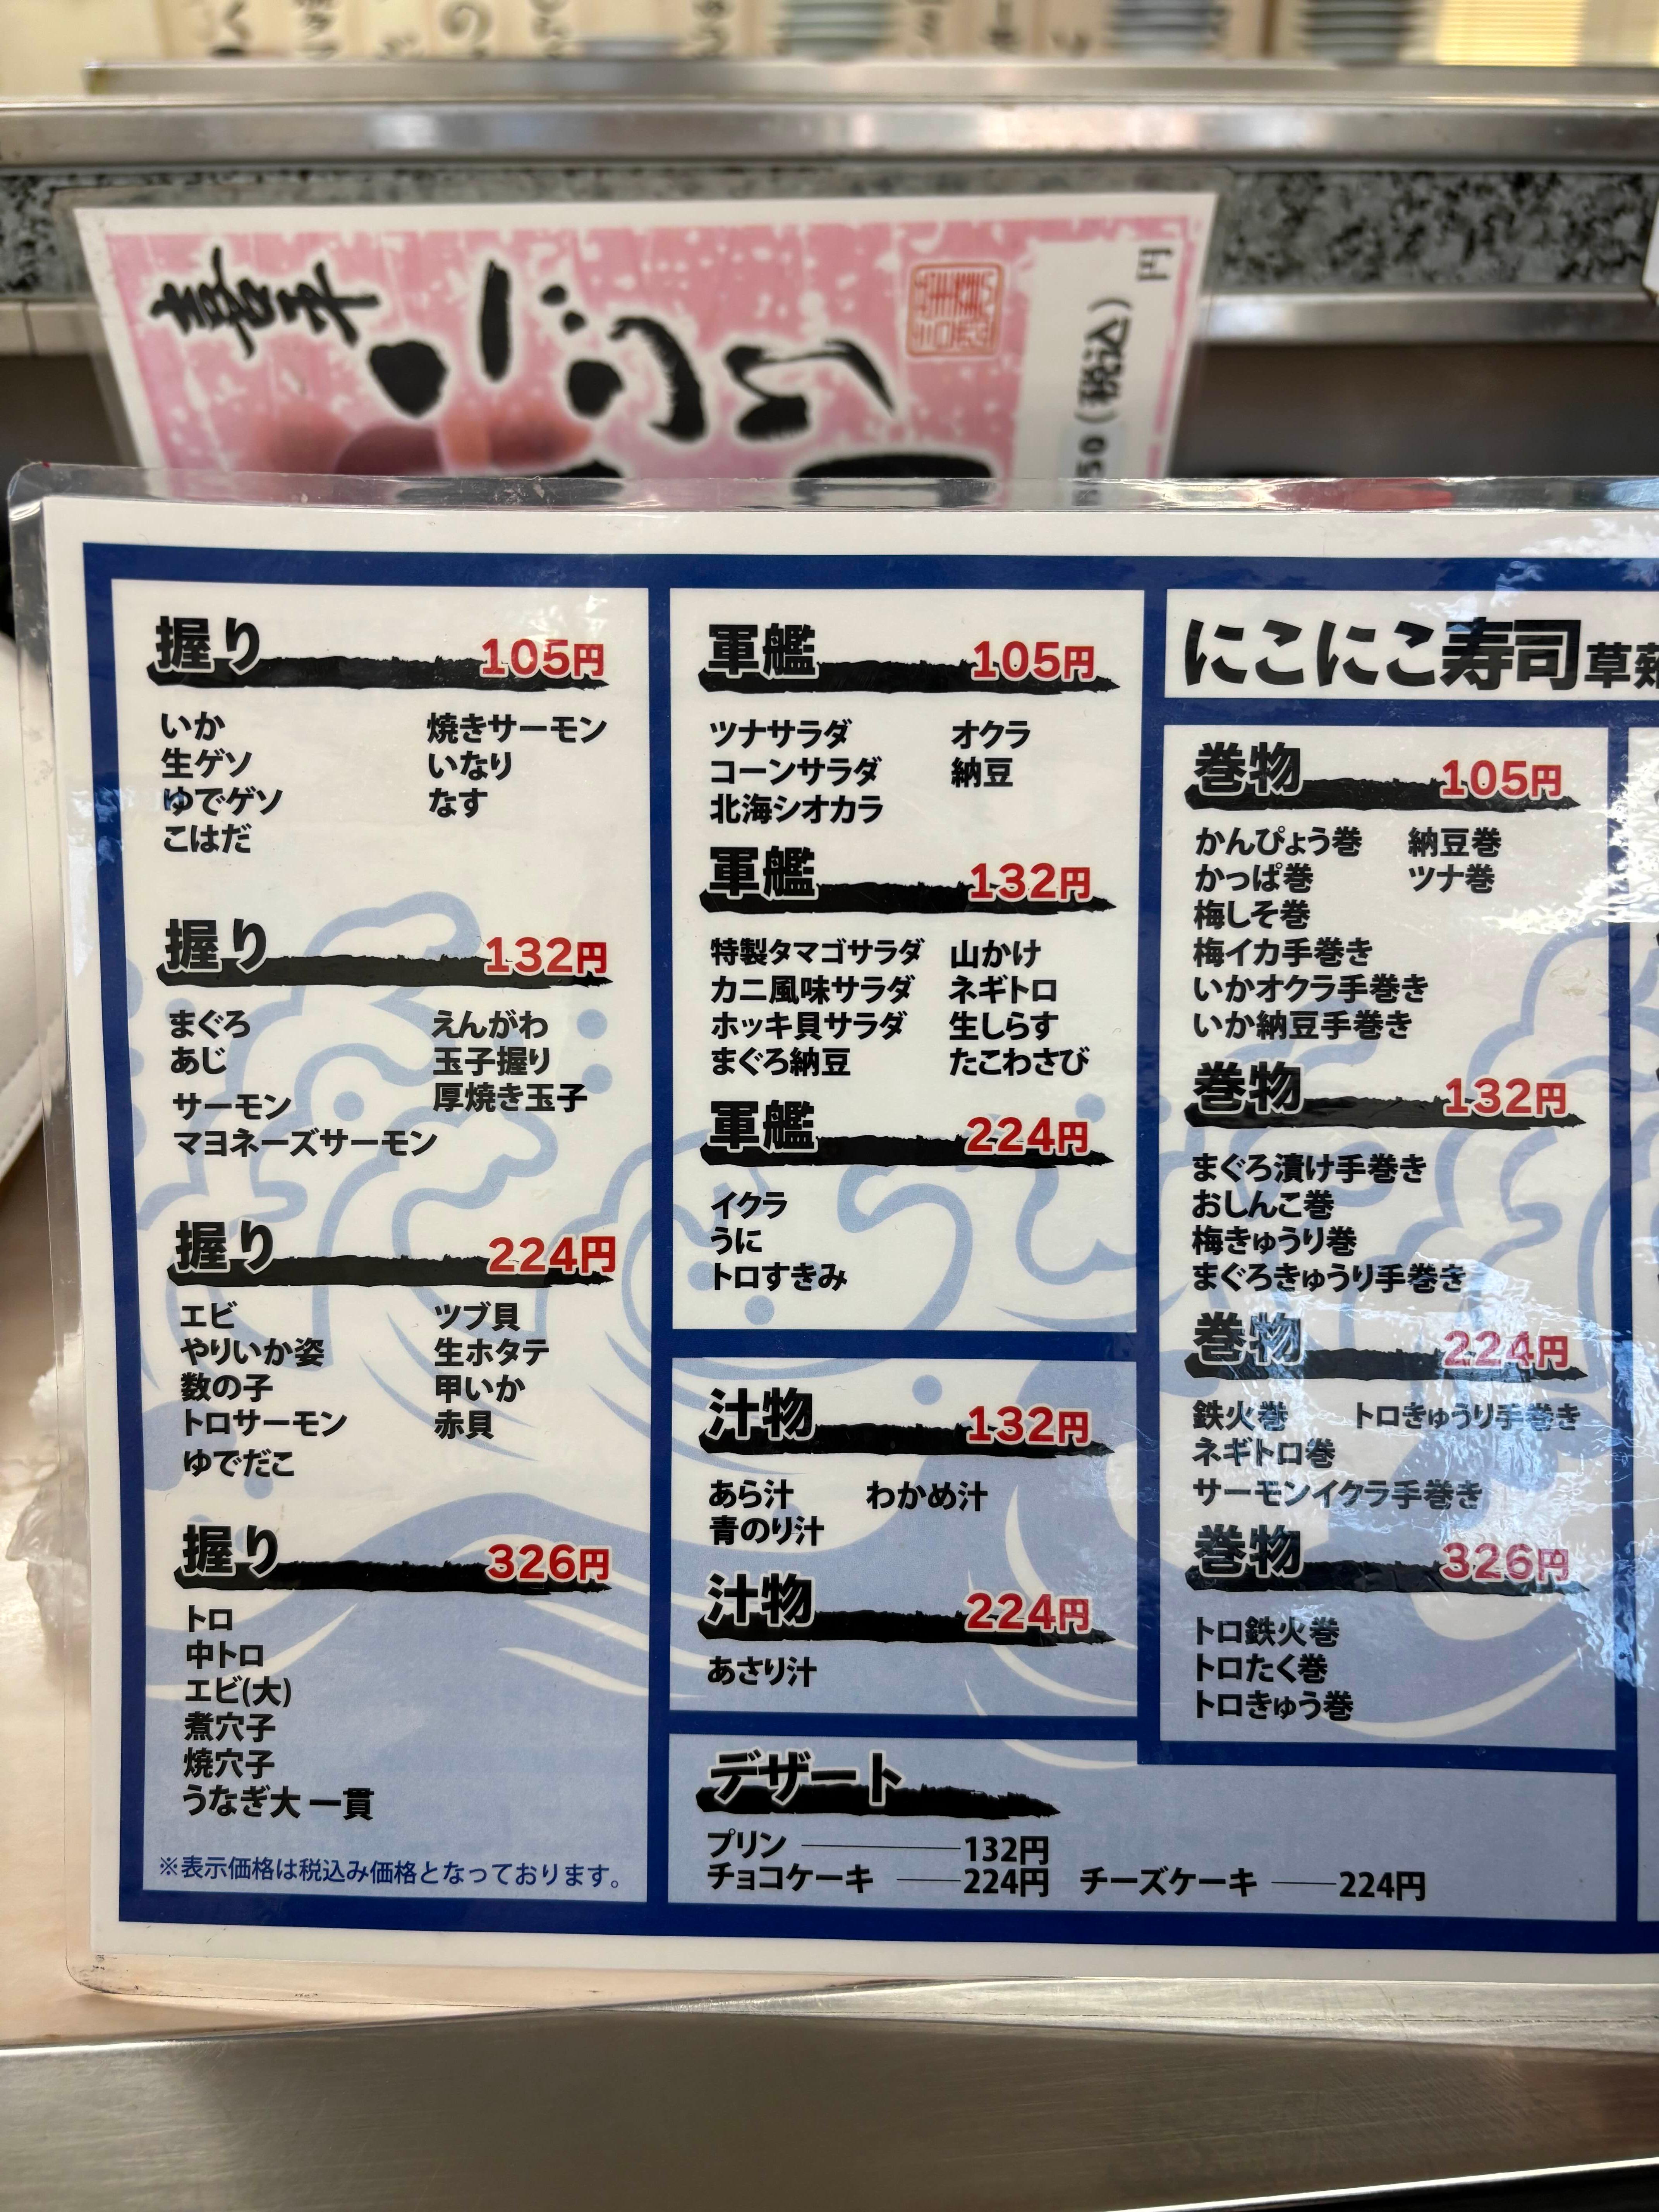 喜平
にぎり
850(税込)円
握り 105円
いか 焼きサーモン
生ゲソ いなり
ゆでゲソ なす
こはだ
握り 132円
まぐろ えんがわ
あじ 玉子握り
サーモン 厚焼き玉子
マヨネーズサーモン
握り 224円
エビ ツブ貝
やりいか姿 生ホタテ
数の子 甲いか
トロサーモン 赤貝
ゆでだこ
握り 326円
トロ
中トロ
エビ(大)
煮穴子
焼穴子
うなぎ大 一貫
※表示価格は税込み価格となっております。
軍艦 105円
ツナサラダ オクラ
コーンサラダ 納豆
北海シオカラ
軍艦 132円
特製タマゴサラダ 山かけ
カニ風味サラダ ネギトロ
ホッキ貝サラダ 生しらす
まぐろ納豆 たこわさび
軍艦 224円
イクラ
うに
トロすきみ
汁物 132円
あら汁 わかめ汁
青のり汁
汁物 224円
あさり汁
デザート
プリン 132円
チョコケーキ 224円 チーズケーキ 224円
にこにこ寿司 草薙
巻物 105円
かんぴょう巻 納豆巻
かっぱ巻 ツナ巻
梅しそ巻
梅イカ手巻き
いかオクラ手巻き
いか納豆手巻き
巻物 132円
まぐろ漬け手巻き
おしんこ巻
梅きゅうり巻
まぐろきゅうり手巻き
巻物 224円
鉄火巻 トロきゅうり手巻き
ネギトロ巻
サーモンイクラ手巻き
巻物 326円
トロ鉄火巻
トロたく巻
トロきゅう巻